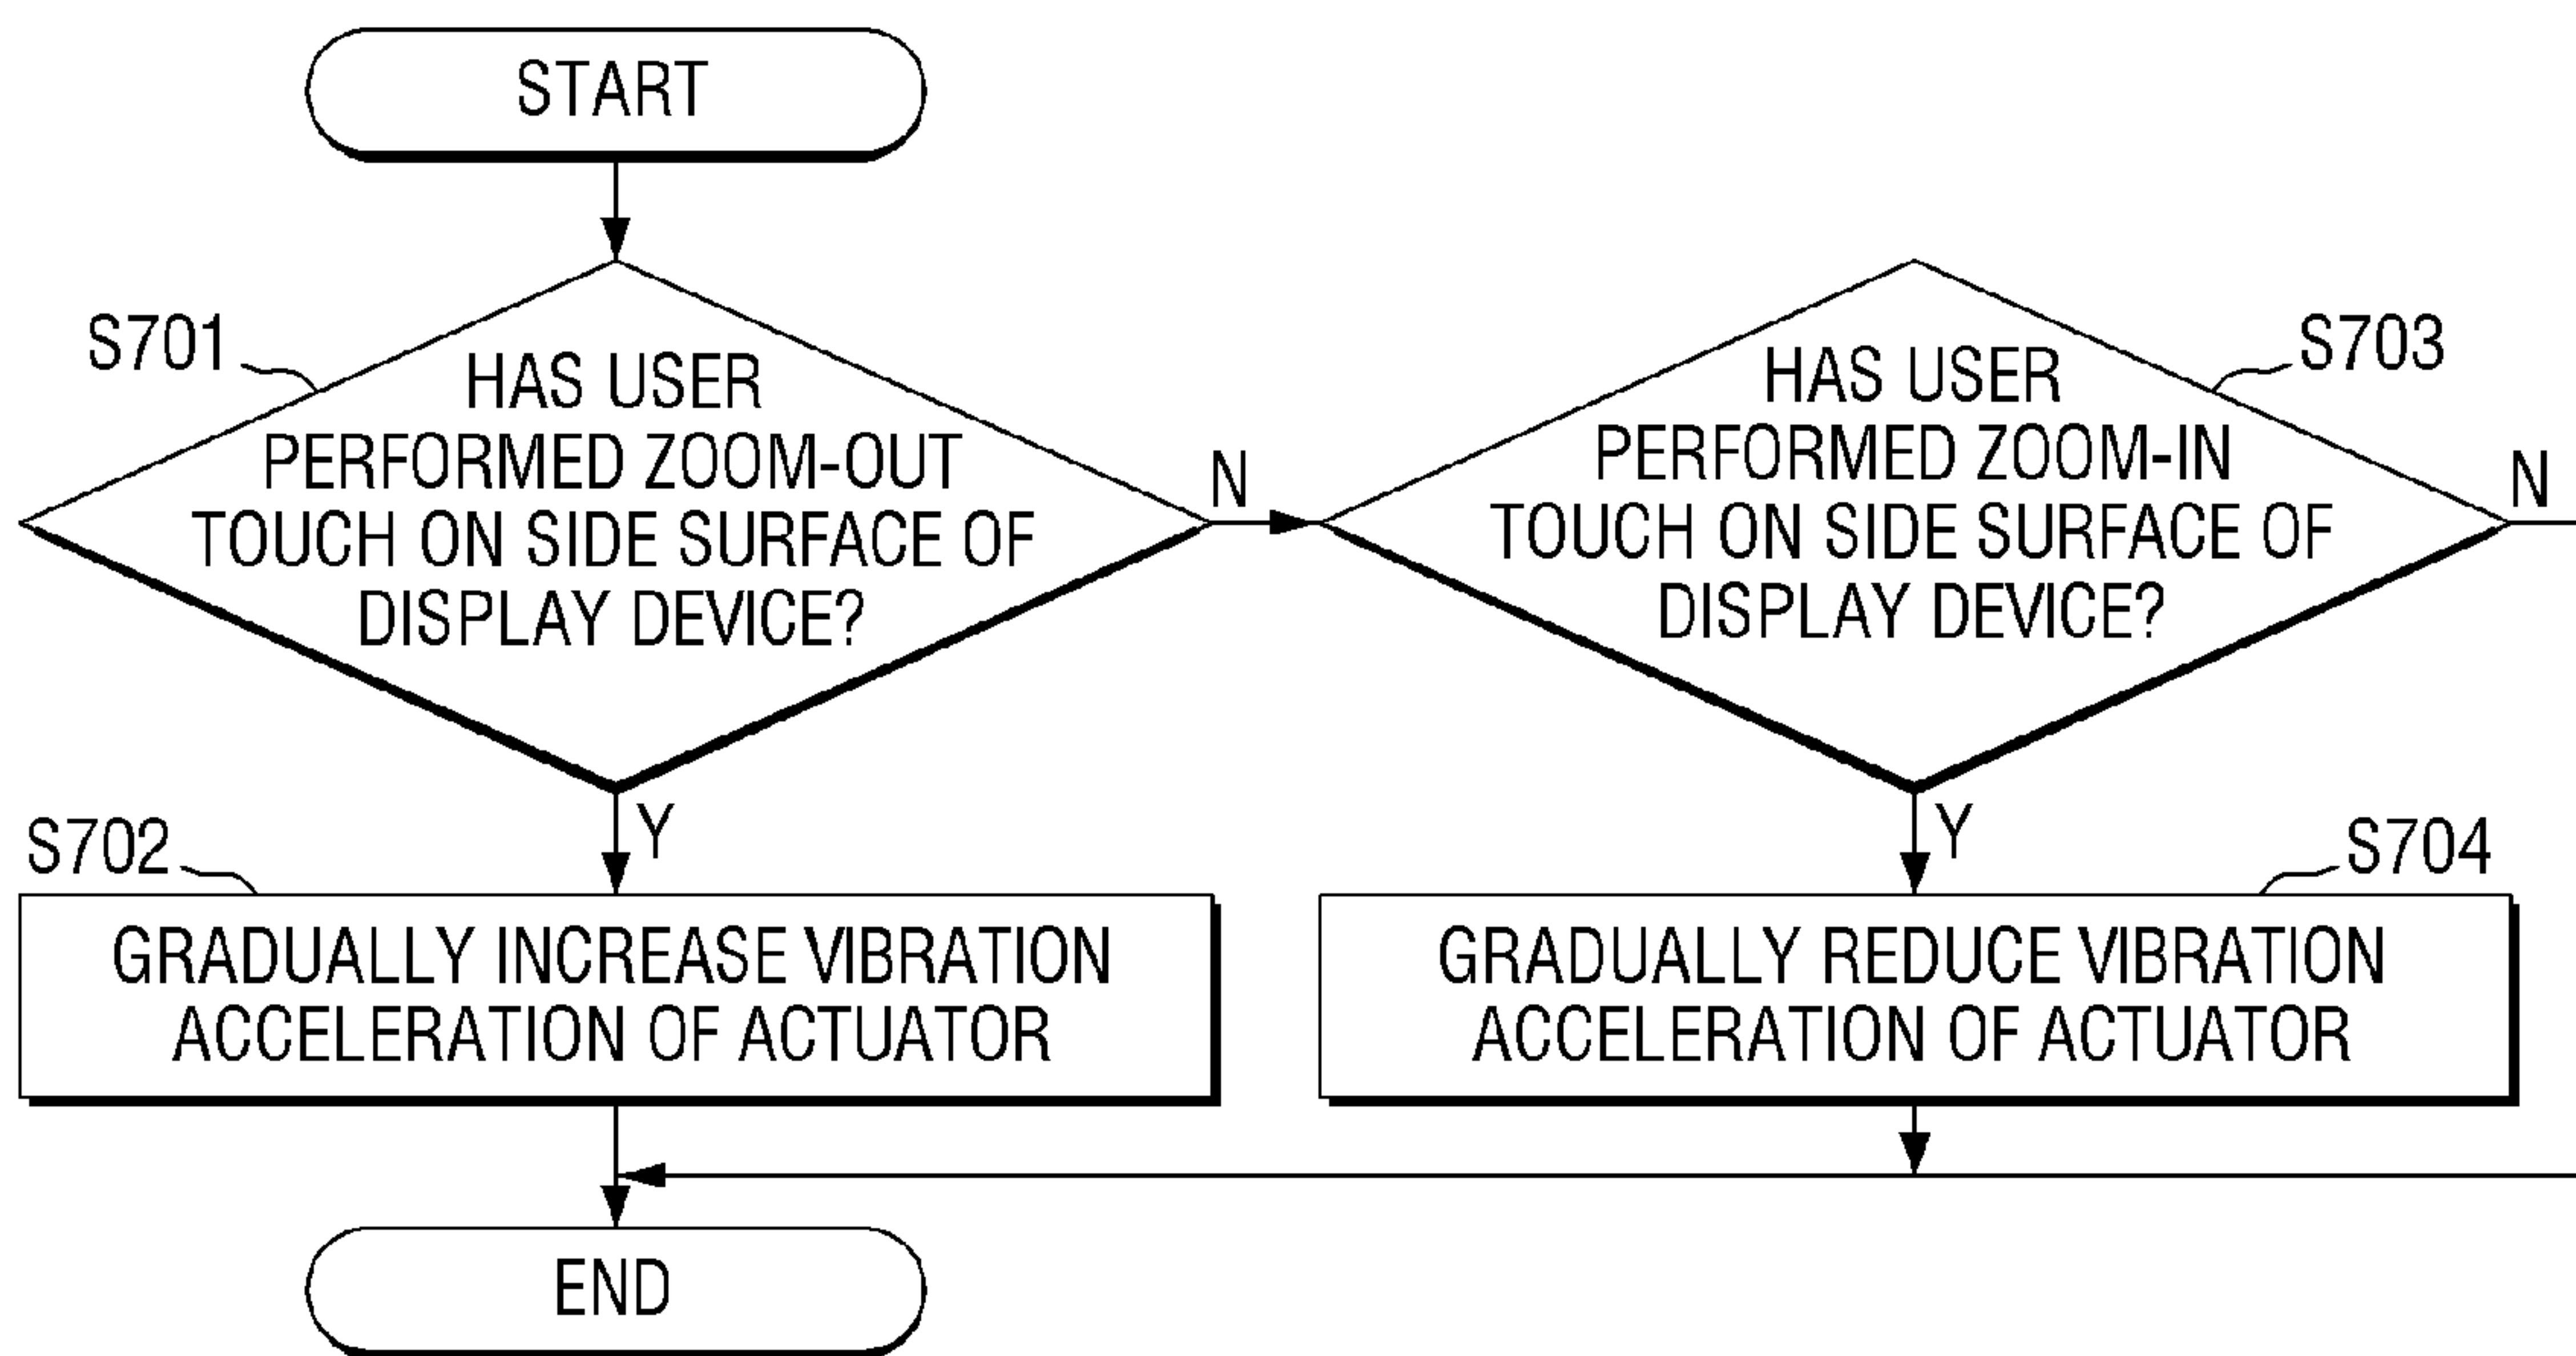 START
S701
HAS USER
PERFORMED ZOOM-OUT
TOUCH ON SIDE SURFACE OF
DISPLAY DEVICE?
N
Y
S703
HAS USER
PERFORMED ZOOM-IN
TOUCH ON SIDE SURFACE OF
DISPLAY DEVICE?
N
Y
S702
GRADUALLY INCREASE VIBRATION
ACCELERATION OF ACTUATOR
S704
GRADUALLY REDUCE VIBRATION
ACCELERATION OF ACTUATOR
END